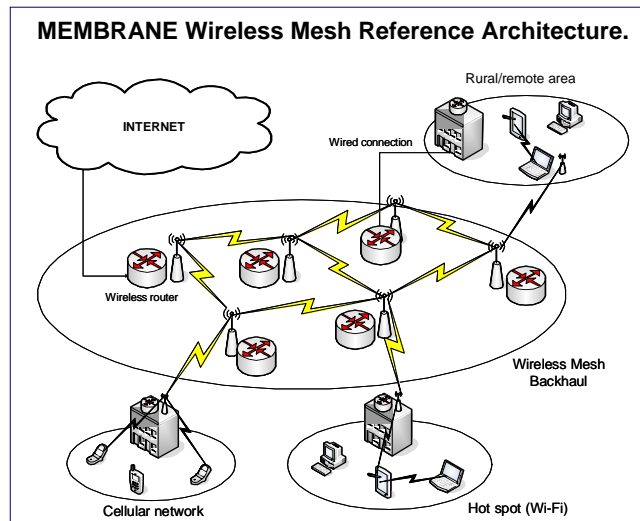 MEMBRANE Wireless Mesh Reference Architecture.
Rural/remote area
INTERNET
Wired connection
Wireless router
Wireless Mesh
Backhaul
Cellular network
Hot spot (Wi-Fi)